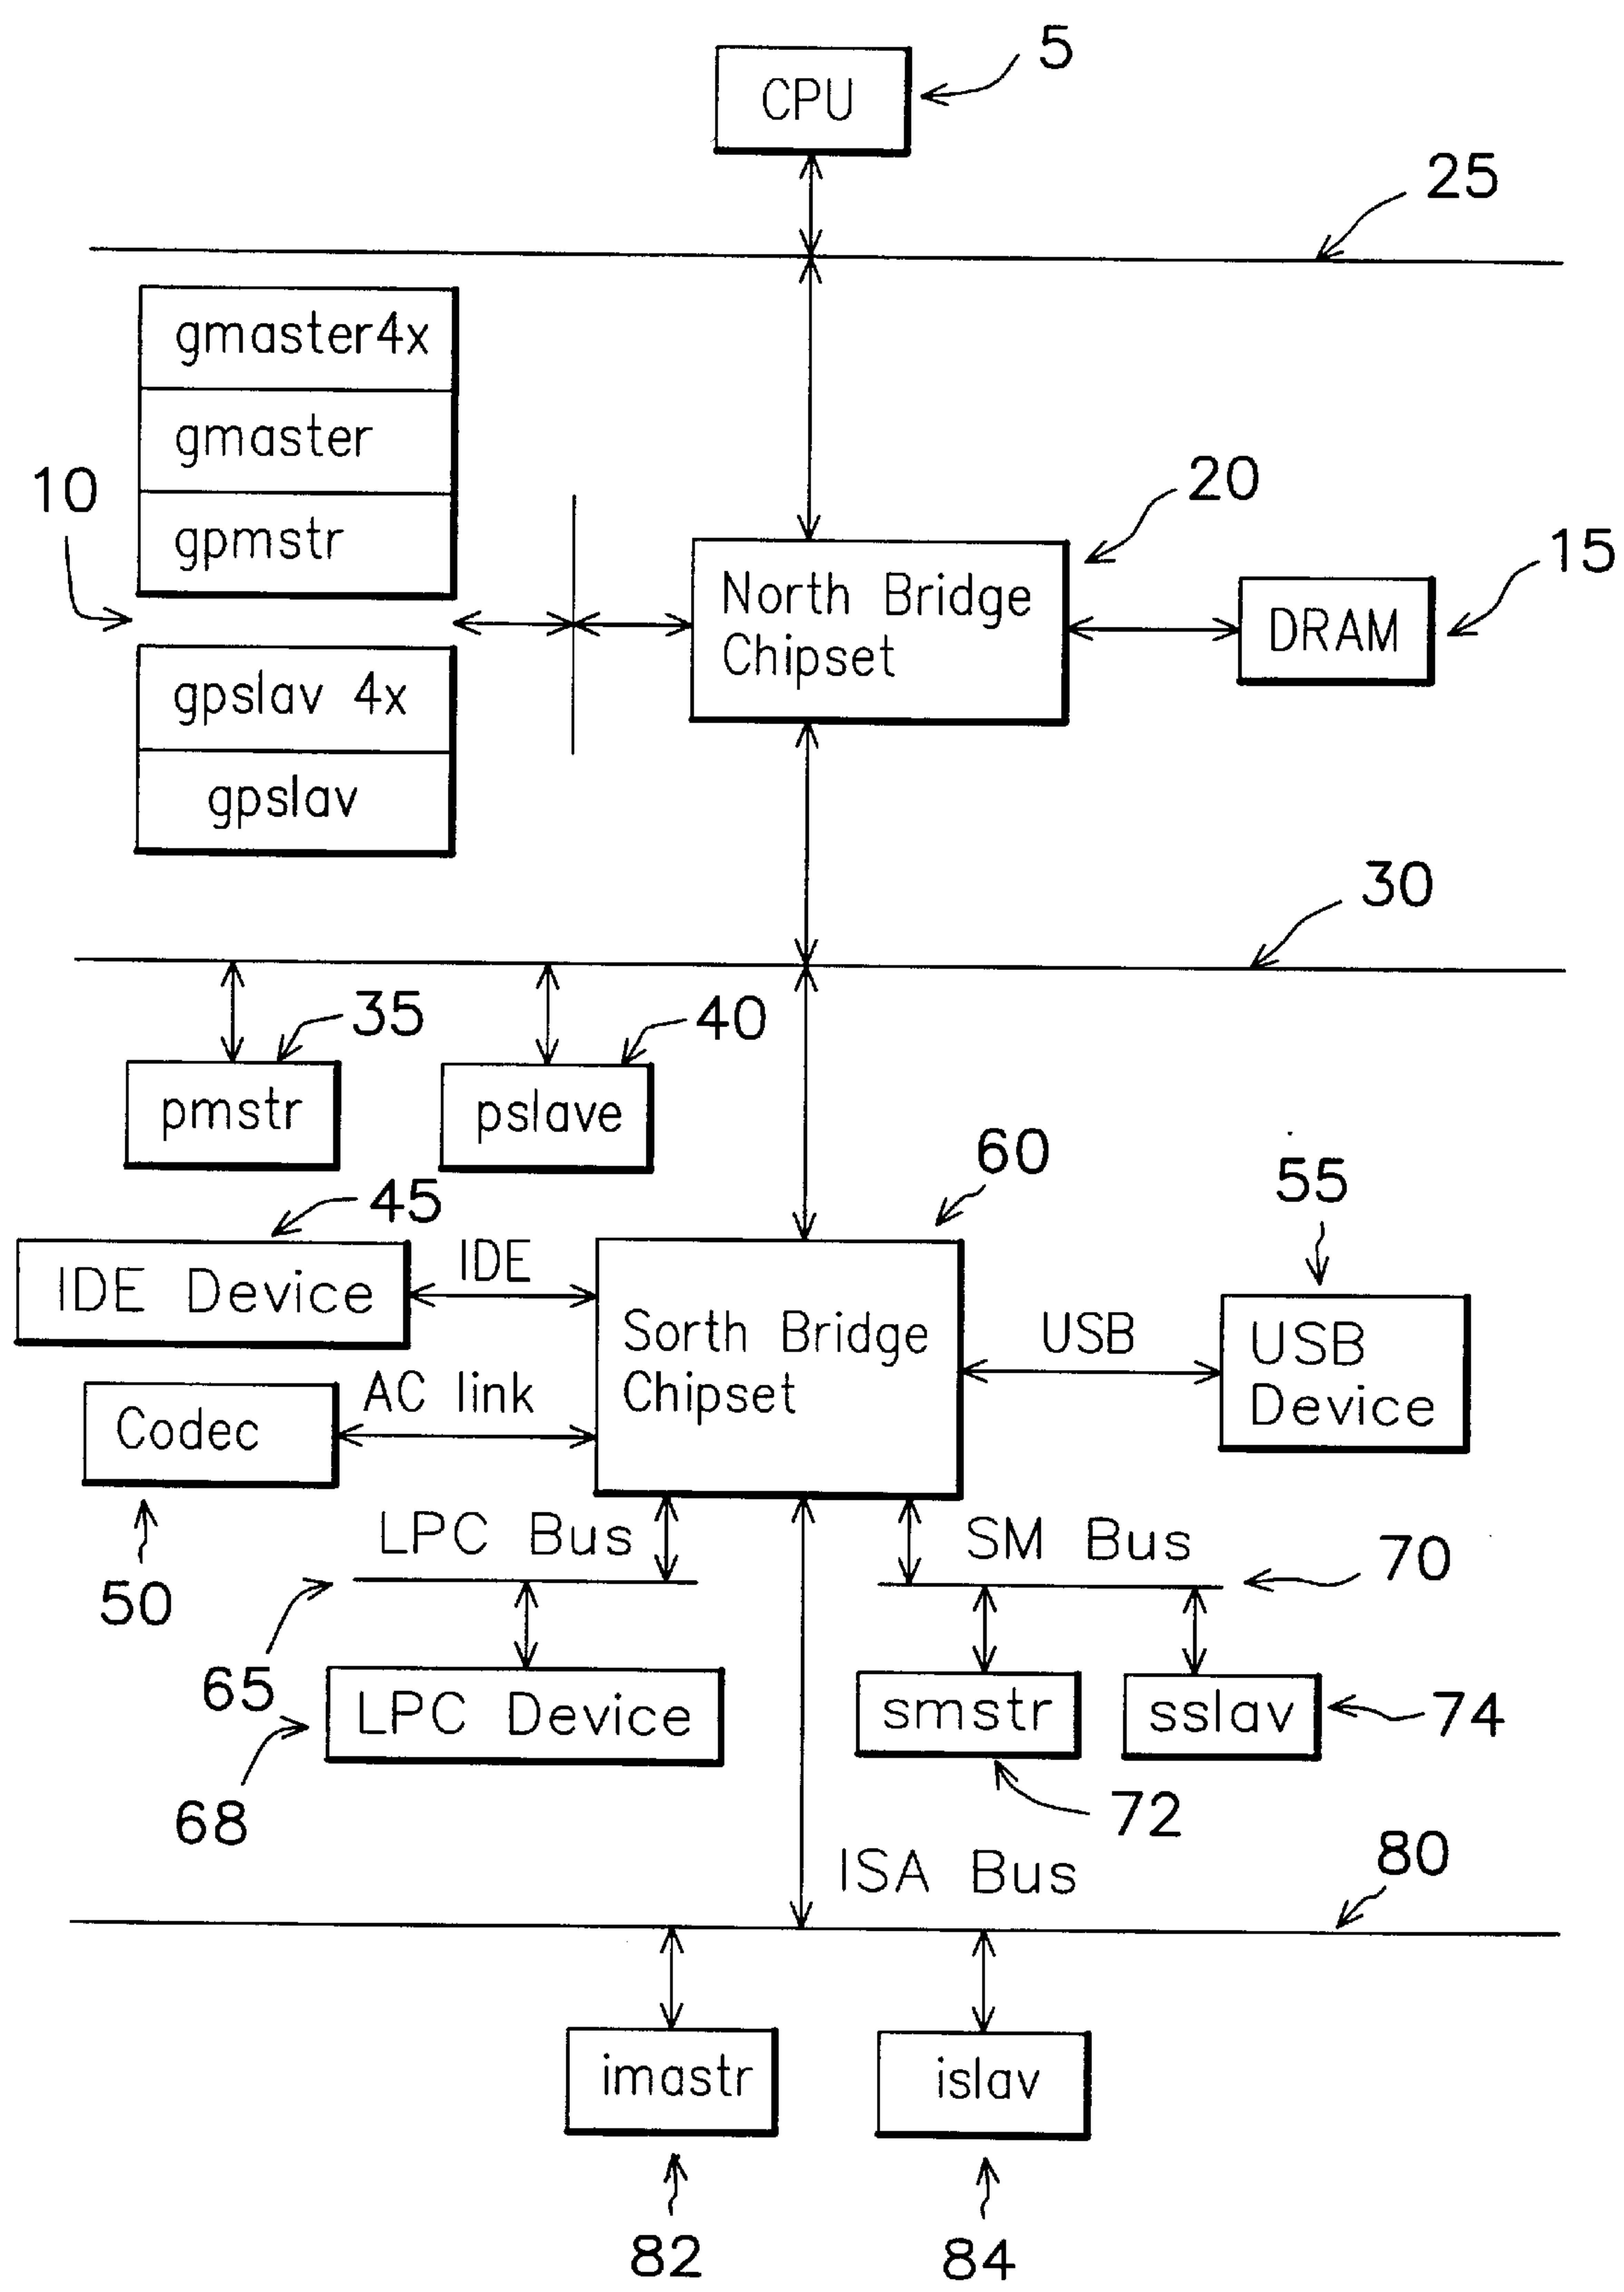 CPU
5
25
gmaster4x
gmaster
gpmstr
10
20
North Bridge
Chipset
15
DRAM
gpslav 4x
gpslav
30
35
40
pmstr
pslave
60
55
45
IDE Device
IDE
Sorth Bridge
Chipset
USB
USB
Device
AC link
Codec
50
LPC Bus
SM Bus
70
65
LPC Device
68
smstr
sslav
74
72
ISA Bus
80
imastr
islav
82
84